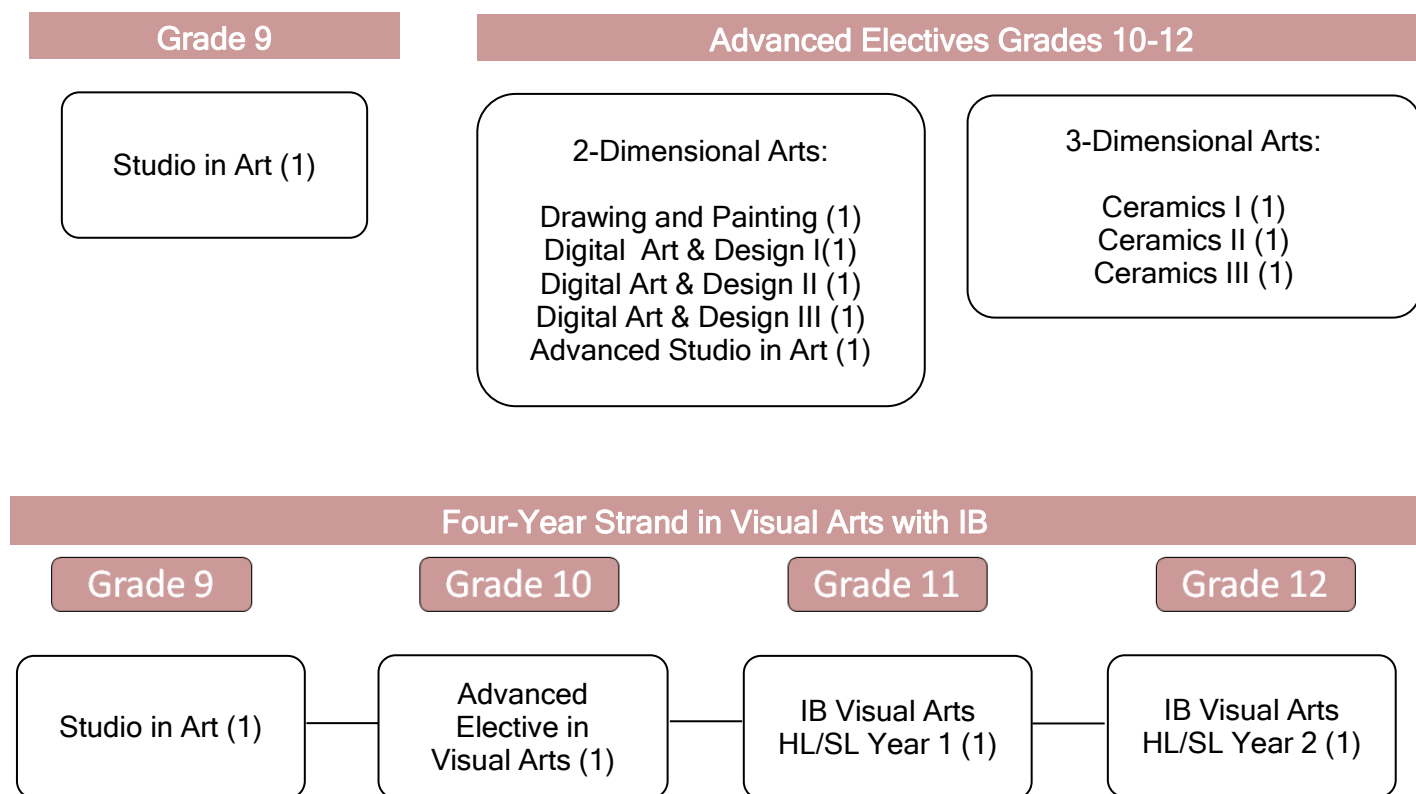 Grade 9
Advanced Electives Grades 10-12
Studio in Art (1)
2-Dimensional Arts:
Drawing and Painting (1)
Digital  Art & Design I(1)
Digital Art & Design II (1)
Digital Art & Design III (1)
Advanced Studio in Art (1)
3-Dimensional Arts:
Ceramics I (1)
Ceramics II (1)
Ceramics III (1)
Four-Year Strand in Visual Arts with IB
Grade 9
Grade 10
Grade 11
Grade 12
Studio in Art (1)
Advanced
Elective in
Visual Arts (1)
IB Visual Arts
HL/SL Year 1 (1)
IB Visual Arts
HL/SL Year 2 (1)